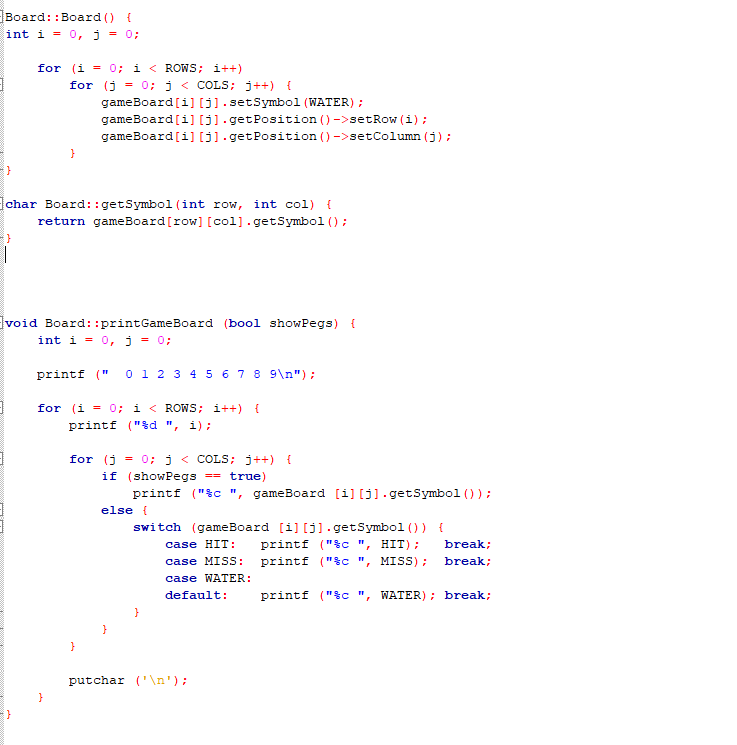 Board::Board() {
int i = 0, j = 0;

    for (i = 0; i < ROWS; i++)
        for (j = 0; j < COLS; j++) {
            gameBoard[i][j].setSymbol(WATER);
            gameBoard[i][j].getPosition()->setRow(i);
            gameBoard[i][j].getPosition()->setColumn(j);
        }
}

char Board::getSymbol(int row, int col) {
    return gameBoard[row][col].getSymbol();
}

void Board::printGameBoard (bool showPegs) {
    int i = 0, j = 0;

    printf ("  0 1 2 3 4 5 6 7 8 9\n");

    for (i = 0; i < ROWS; i++) {
        printf ("%d ", i);

        for (j = 0; j < COLS; j++) {
            if (showPegs == true)
                printf ("%c ", gameBoard [i][j].getSymbol());
            else {
                switch (gameBoard [i][j].getSymbol()) {
                    case HIT:   printf ("%c ", HIT);   break;
                    case MISS:  printf ("%c ", MISS);  break;
                    case WATER:
                    default:    printf ("%c ", WATER); break;
                }
            }
        }

        putchar ('\n');
    }
}